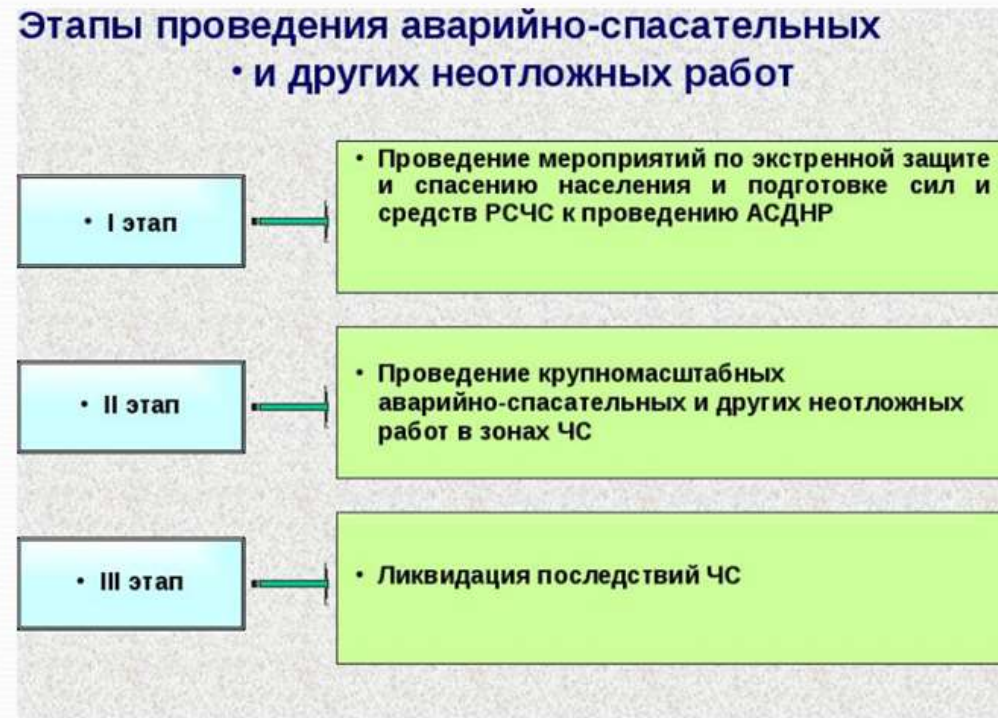 Этапы проведения аварийно-спасательных
• и других неотложных работ
• I этап
• Проведение мероприятий по экстренной защите
и спасению населения и подготовке сил и
средств РСЧС к проведению АСДНР
• II этап
• Проведение крупномасштабных
аварийно-спасательных и других неотложных
работ в зонах ЧС
• III этап
• Ликвидация последствий ЧС